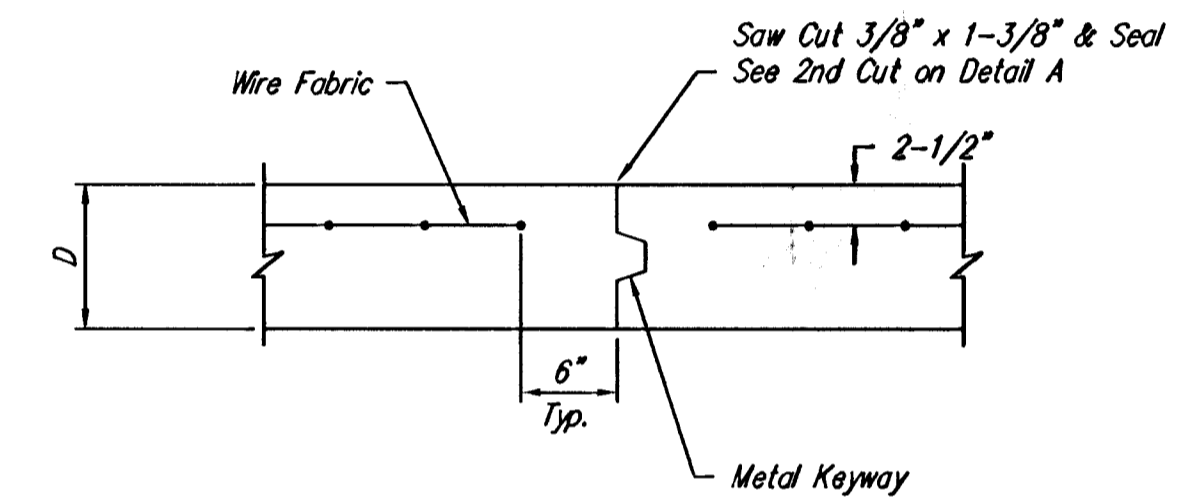 Saw Cut 3/8" x 1-3/8" & Seal
See 2nd Cut on Detail A
Wire Fabric
2-1/2"
D
6"
Typ.
Metal Keyway